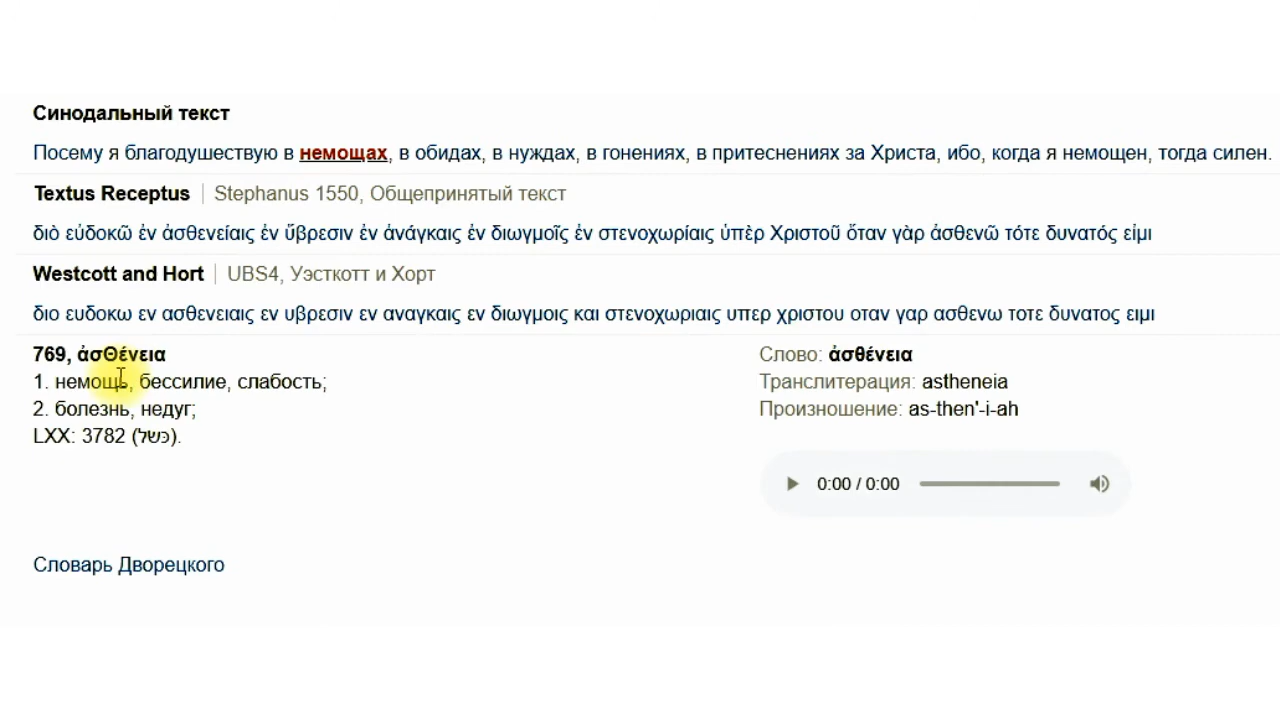 Синодальный текст
Посему я благодушествую в немощах, в обидах, в нуждах, в гонениях, в притеснениях за Христа, ибо, когда я немощен, тогда силен.
Textus Receptus | Stephanus 1550, Общепринятый текст
διὸ εὐδοκῶ ἐν ἀσθενείαις ἐν ὕβρεσιν ἐν ἀνάγκαις ἐν διωγμοῖς ἐν στενοχωρίαις ὑπὲρ Χριστοῦ ὅταν γὰρ ἀσθενῶ τότε δυνατός εἰμι
Westcott and Hort | UBS4, Уэсткотт и Хорт
διο ευδοκω εν ασθενειαις εν υβρεσιν εν αναγκαις εν διωγμοις και στενοχωριαις υπερ χριστου οταν γαρ ασθενω τοτε δυνατος ειμι
769, ἀσΘένεια
1. немощь, бессилие, слабость;
2. болезнь, недуг;
LXX: 3782 (כּשׂל).
Слово: ἀσθένεια
Транслитерация: astheneia
Произношение: as-then'-i-ah
0:00 / 0:00
Словарь Дворецкого